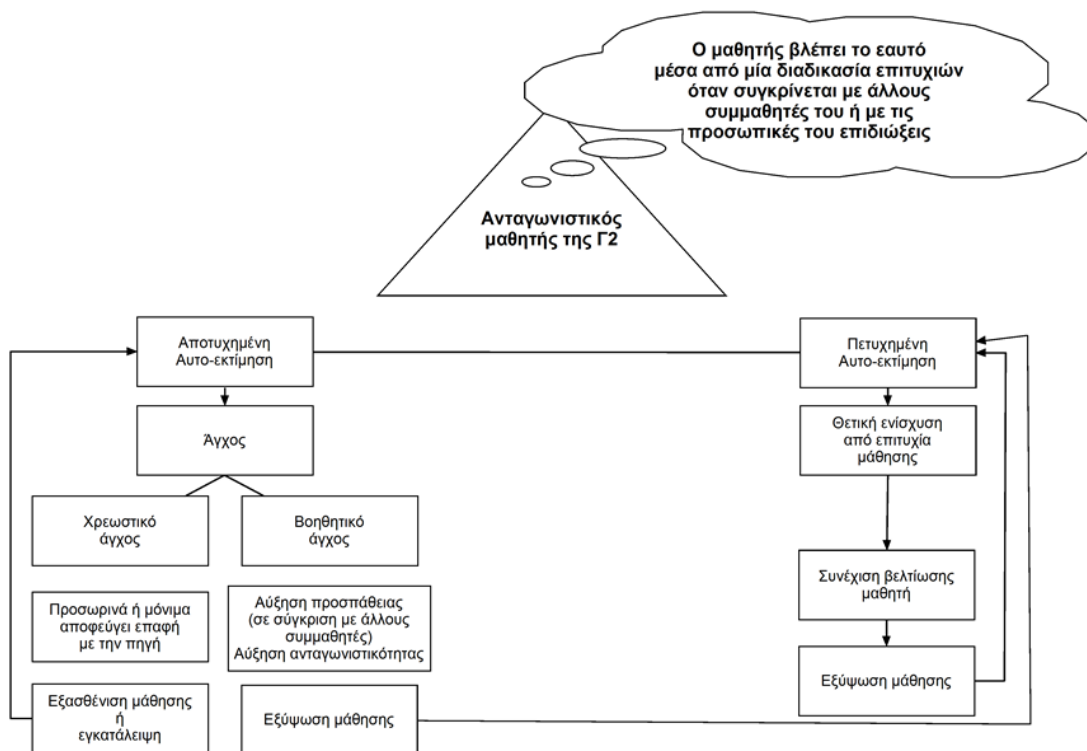 Ο μαθητής βλέπει το εαυτό
μέσα από μία διαδικασία επιτυχιών
όταν συγκρίνεται με άλλους
συμμαθητές του ή με τις
προσωπικές του επιδιώξεις
Ανταγωνιστικός
μαθητής της Γ2
Αποτυχημένη
Αυτο-εκτίμηση
Άγχος
Χρεωστικό
άγχος
Βοηθητικό
άγχος
Προσωρινά ή μόνιμα
αποφεύγει επαφή
με την πηγή
Αύξηση προσπάθειας
(σε σύγκριση με άλλους
συμμαθητές)
Αύξηση ανταγωνιστικότητας
Εξασθένιση μάθησης
ή
εγκατάλειψη
Εξύψωση μάθησης
Πετυχημένη
Αυτο-εκτίμηση
Θετική ενίσχυση
από επιτυχία
μάθησης
Συνέχιση βελτίωσης
μαθητή
Εξύψωση μάθησης